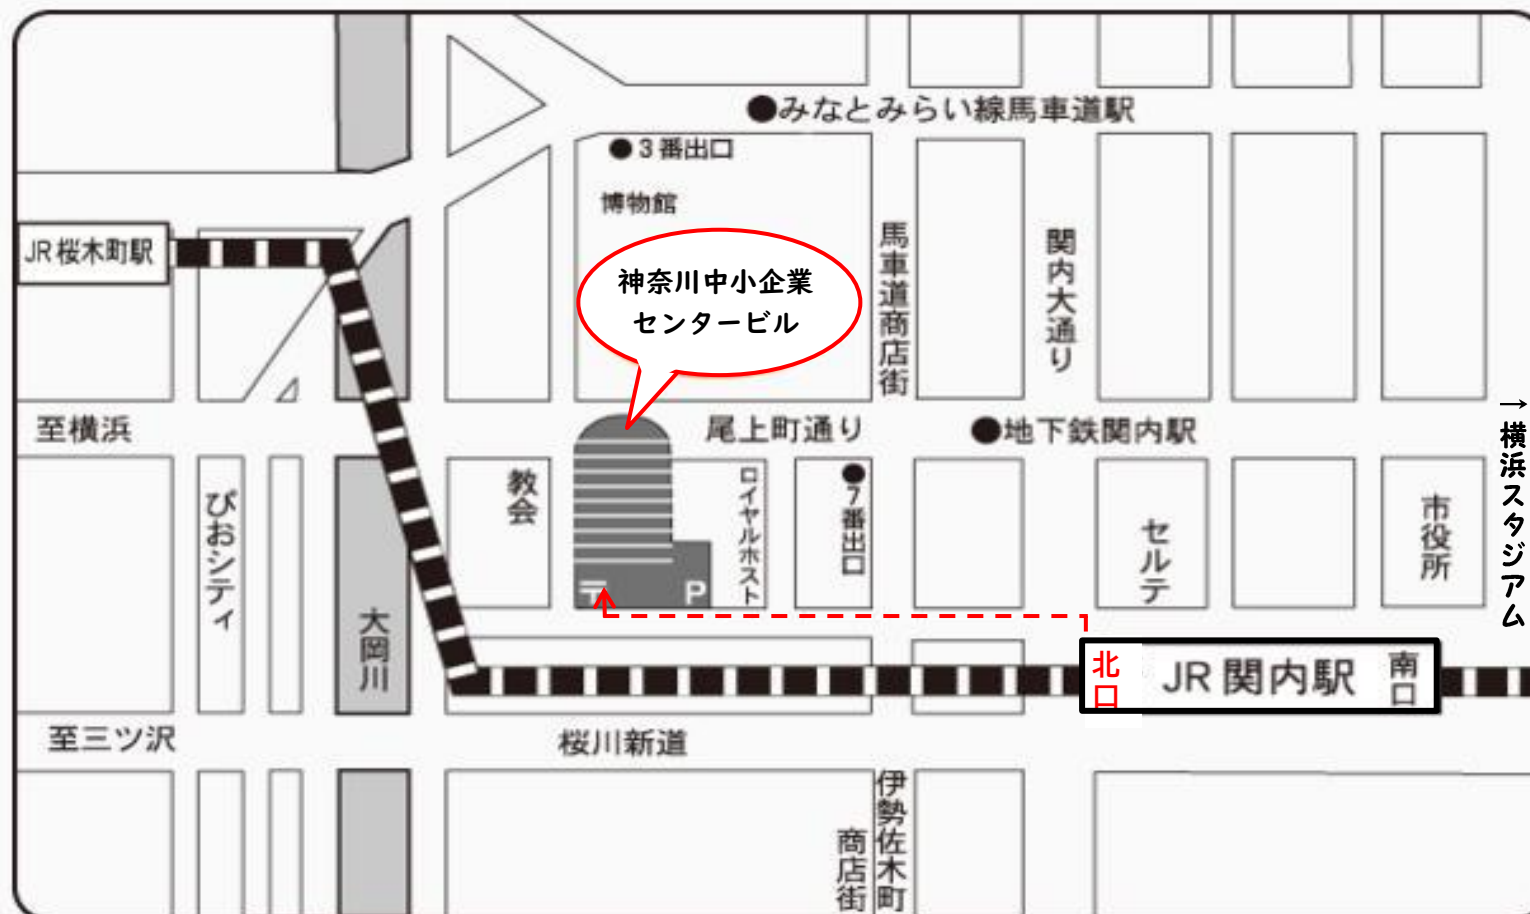 ●みなとみらい線馬車道駅
●3番出口
博物館
JR桜木町駅
神奈川中小企業
センタービル
馬車道商店街
関内大通り
至横浜
尾上町通り
●地下鉄関内駅
→横浜スタジアム
ぴおシティ
教会
ロイヤルホスト
●7番出口
セルテ
市役所
〒
P
大岡川
北口
JR関内駅
南口
至三ツ沢
桜川新道
伊勢佐木町
商店街